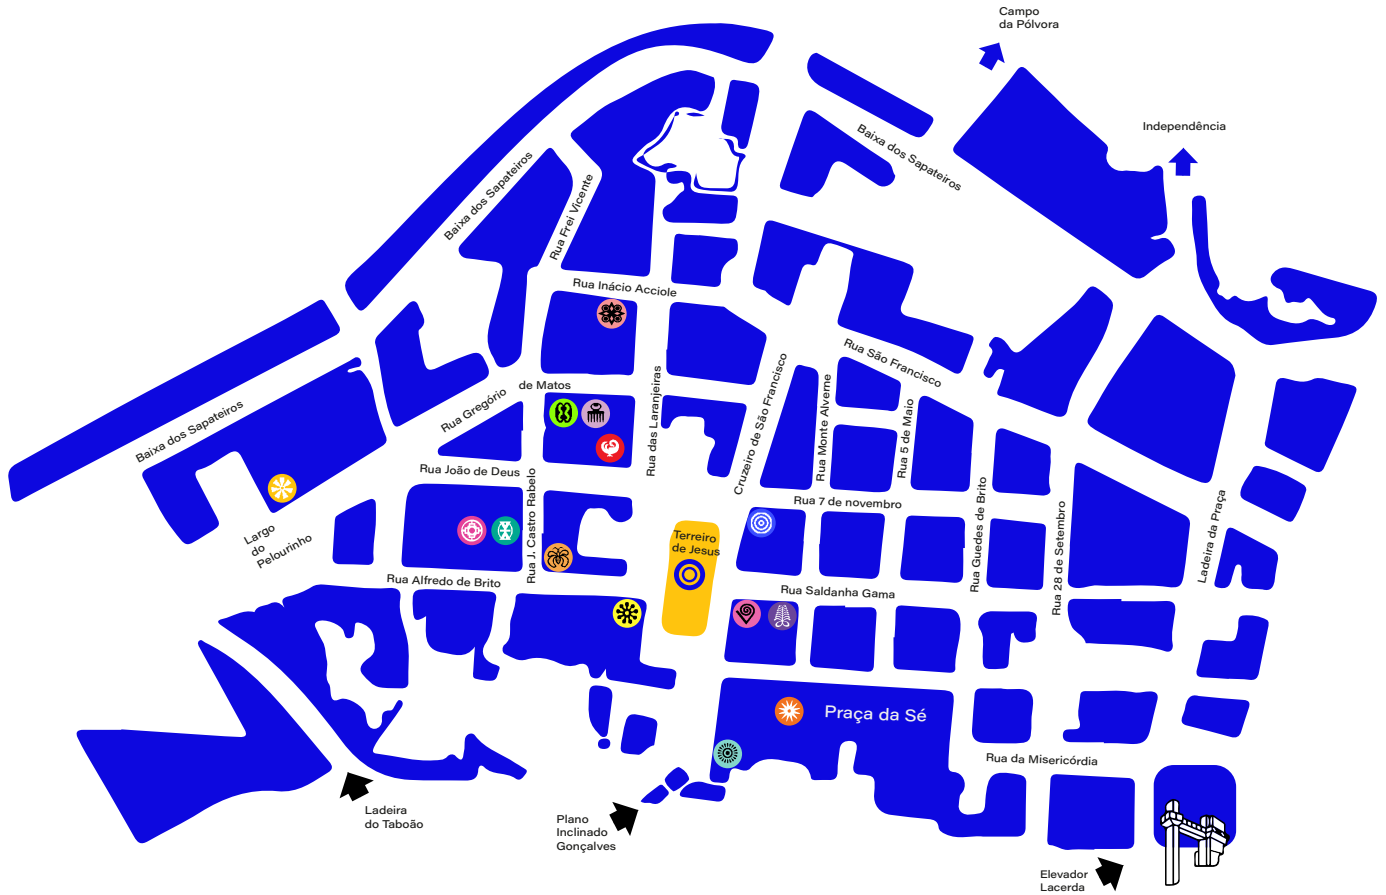 Campo
da Pólvora
Independência
Baixa dos Sapateiros
Baixa dos Sapateiros
Rua Frei Vicente
Rua Inácio Acciole
Rua São Francisco
Cruzeiro de São Francisco
Rua das Laranjeiras
Rua Monte Alverne
Rua 5 de Maio
Rua Gregório
de Matos
Baixa dos Sapateiros
Rua João de Deus
Rua J. Castro Rabelo
Rua 7 de novembro
Rua Guedes de Brito
Rua 28 de Setembro
Ladeira da Praça
Largo
do
Pelourinho
Terreiro
de Jesus
Rua Alfredo de Brito
Rua Saldanha Gama
Praça da Sé
Rua da Misericórdia
Ladeira
do Taboão
Plano
Inclinado
Gonçalves
Elevador
Lacerda